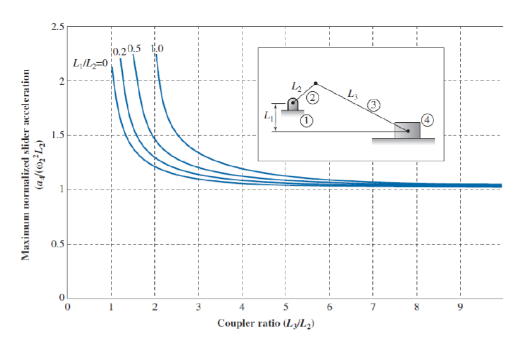 2.5
L₁/L₂=0 0.2 0.5 1.0
2
1.5
1
0.5
0
Maximum normalized slider acceleration
(a₄/(ω₂²L₂)
L₂
②
L₃
③
L₁
①
④
0 1 2 3 4 5 6 7 8 9
Coupler ratio (L₃/L₂)